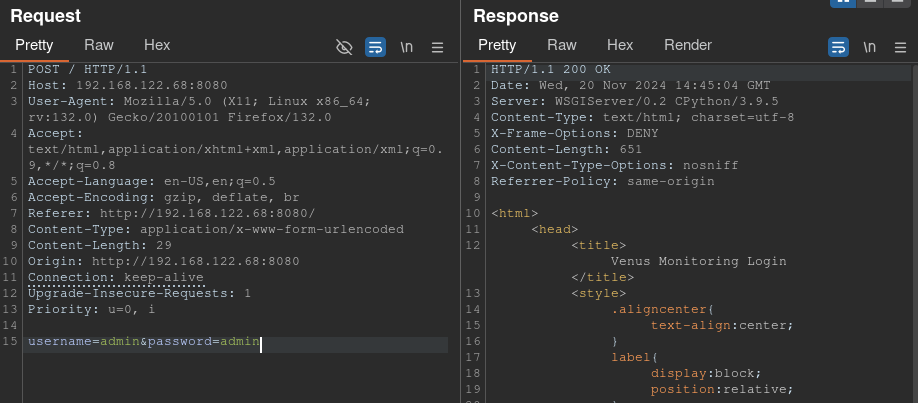 Request
Pretty Raw Hex
\n
1 POST / HTTP/1.1
2 Host: 192.168.122.68:8080
3 User-Agent: Mozilla/5.0 (X11; Linux x86_64;
rv:132.0) Gecko/20100101 Firefox/132.0
4 Accept:
text/html,application/xhtml+xml,application/xml;q=0.
9,*/*;q=0.8
5 Accept-Language: en-US,en;q=0.5
6 Accept-Encoding: gzip, deflate, br
7 Referer: http://192.168.122.68:8080/
8 Content-Type: application/x-www-form-urlencoded
9 Content-Length: 29
10 Origin: http://192.168.122.68:8080
11 Connection: keep-alive
12 Upgrade-Insecure-Requests: 1
13 Priority: u=0, i
14
15 username=admin&password=admin
Response
Pretty Raw Hex Render
\n
1 HTTP/1.1 200 OK
2 Date: Wed, 20 Nov 2024 14:45:04 GMT
3 Server: WSGIServer/0.2 CPython/3.9.5
4 Content-Type: text/html; charset=utf-8
5 X-Frame-Options: DENY
6 Content-Length: 651
7 X-Content-Type-Options: nosniff
8 Referrer-Policy: same-origin
9
10 <html>
11 <head>
12 <title>
Venus Monitoring Login
</title>
13 <style>
14 .aligncenter{
15 text-align:center;
16 }
17 label{
18 display:block;
19 position:relative;